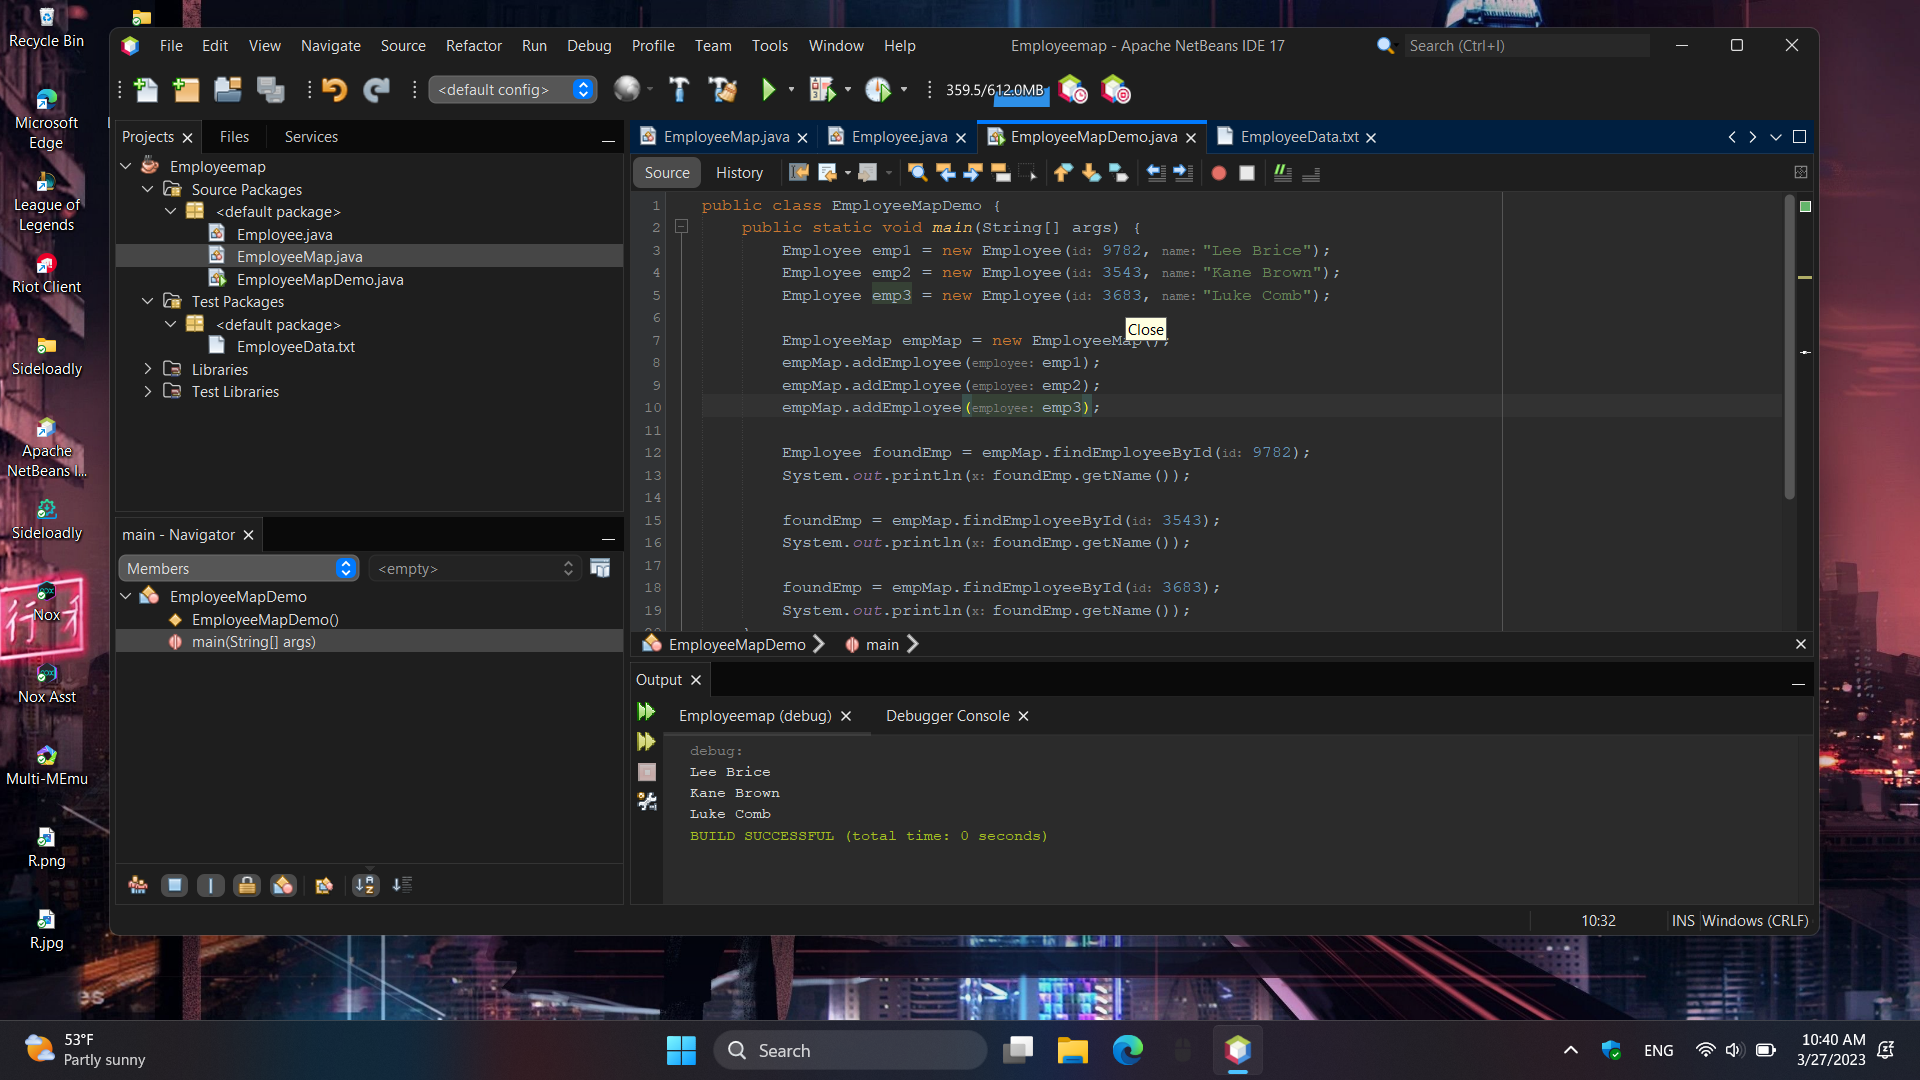 Recycle Bin
Microsoft
Edge
League of
Legends
Riot Client
Sideloadly
Apache
NetBeans I...
Sideloadly
Nox
Nox Asst
Multi-MEmu
R.png
R.jpg
行
File Edit View Navigate Source Refactor Run Debug Profile Team Tools Window Help
Employeemap - Apache NetBeans IDE 17
Search (Ctrl+I)
<default config>
359.5/612.0MB
Projects Files Services
Employeemap
Source Packages
<default package>
Employee.java
EmployeeMap.java
EmployeeMapDemo.java
Test Packages
<default package>
EmployeeData.txt
Libraries
Test Libraries
main - Navigator
Members <empty>
EmployeeMapDemo
EmployeeMapDemo()
main(String[] args)
EmployeeMap.java Employee.java EmployeeMapDemo.java EmployeeData.txt
Source History
1 public class EmployeeMapDemo {
2 public static void main(String[] args) {
3 Employee emp1 = new Employee(id: 9782, name: "Lee Brice");
4 Employee emp2 = new Employee(id: 3543, name: "Kane Brown");
5 Employee emp3 = new Employee(id: 3683, name: "Luke Comb");
6
Close
7 EmployeeMap empMap = new EmployeeMap();
8 empMap.addEmployee(employee: emp1);
9 empMap.addEmployee(employee: emp2);
10 empMap.addEmployee(employee: emp3);
11
12 Employee foundEmp = empMap.findEmployeeById(id: 9782);
13 System.out.println(x: foundEmp.getName());
14
15 foundEmp = empMap.findEmployeeById(id: 3543);
16 System.out.println(x: foundEmp.getName());
17
18 foundEmp = empMap.findEmployeeById(id: 3683);
19 System.out.println(x: foundEmp.getName());
EmployeeMapDemo main
Output
Employeemap (debug) Debugger Console
debug:
Lee Brice
Kane Brown
Luke Comb
BUILD SUCCESSFUL (total time: 0 seconds)
10:32 INS Windows (CRLF)
53°F
Partly sunny
Search
ENG
10:40 AM
3/27/2023